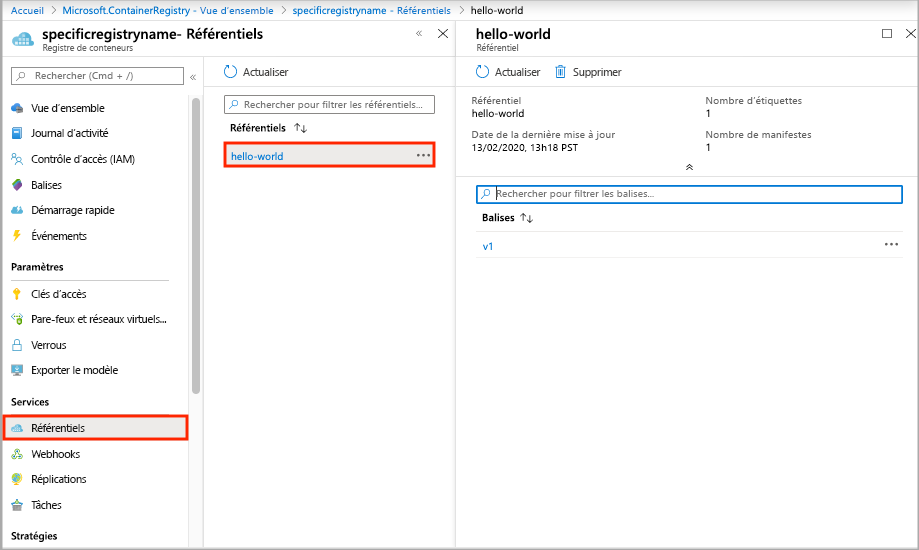 Accueil > Microsoft.ContainerRegistry - Vue d'ensemble > specificregistryname - Référentiels > hello-world
specificregistryname- Référentiels
Registre de conteneurs
Rechercher (Cmd + /)
Vue d'ensemble
Journal d'activité
Contrôle d'accès (IAM)
Balises
Démarrage rapide
Événements
Paramètres
Clés d'accès
Pare-feux et réseaux virtuels...
Verrous
Exporter le modèle
Services
Référentiels
Webhooks
Réplications
Tâches
Stratégies
Actualiser
Rechercher pour filtrer les référentiels...
Référentiels
hello-world
hello-world
Référentiel
Actualiser
Supprimer
Référentiel
hello-world
Nombre d'étiquettes
1
Date de la dernière mise à jour
13/02/2020, 13h18 PST
Nombre de manifestes
1
Rechercher pour filtrer les balises...
Balises
v1